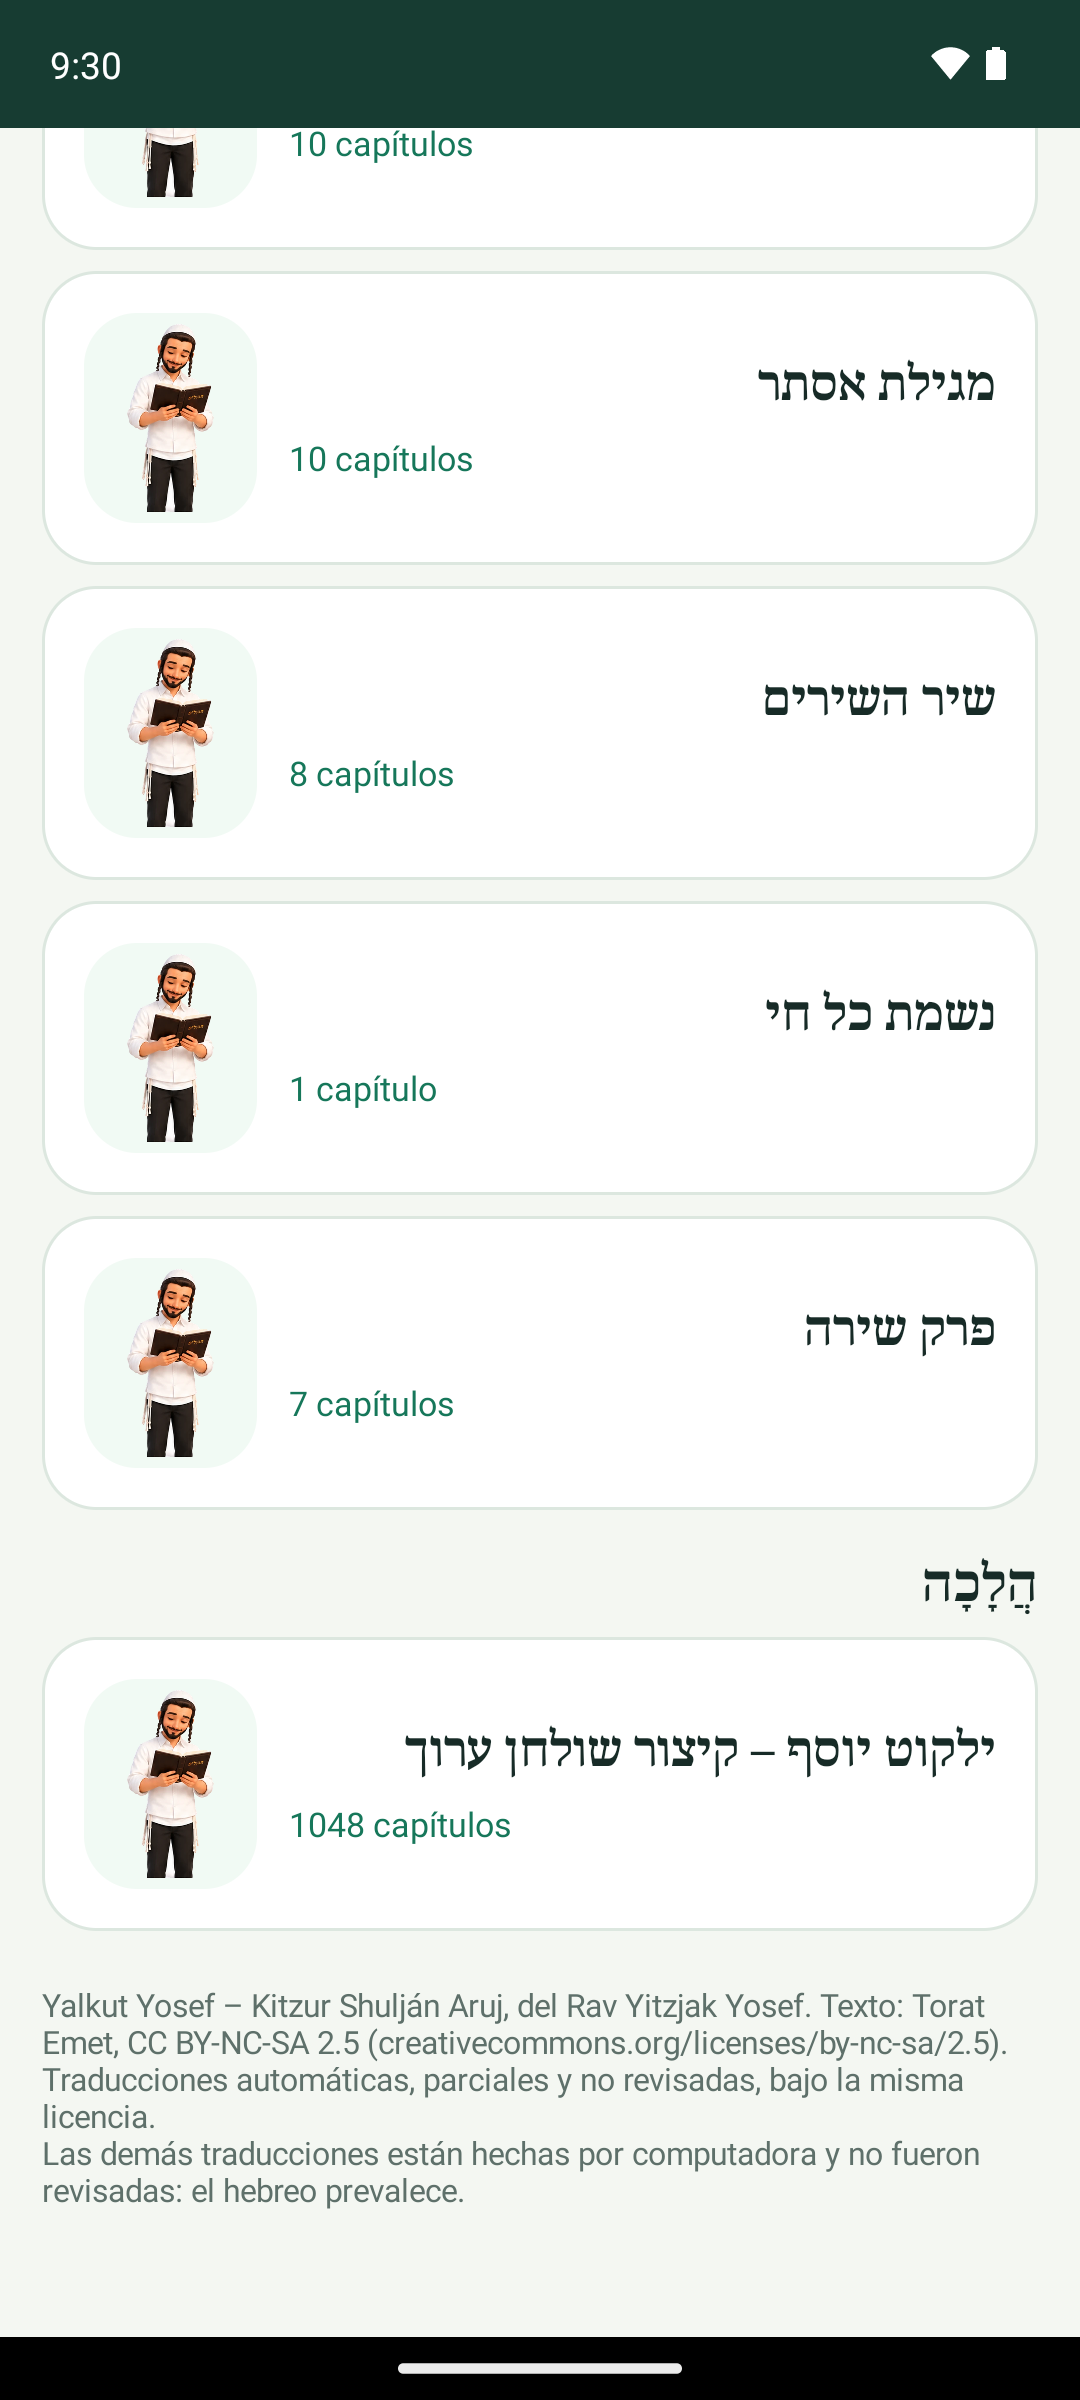 9:30
10 capítulos
מגילת אסתר
10 capítulos
שיר השירים
8 capítulos
נשמת כל חי
1 capítulo
פרק שירה
7 capítulos
הֲלָכָה
ילקוט יוסף – קיצור שולחן ערוך
1048 capítulos
Yalkut Yosef – Kitzur Shulján Aruj, del Rav Yitzjak Yosef. Texto: Torat
Emet, CC BY-NC-SA 2.5 (creativecommons.org/licenses/by-nc-sa/2.5).
Traducciones automáticas, parciales y no revisadas, bajo la misma
licencia.
Las demás traducciones están hechas por computadora y no fueron
revisadas: el hebreo prevalece.